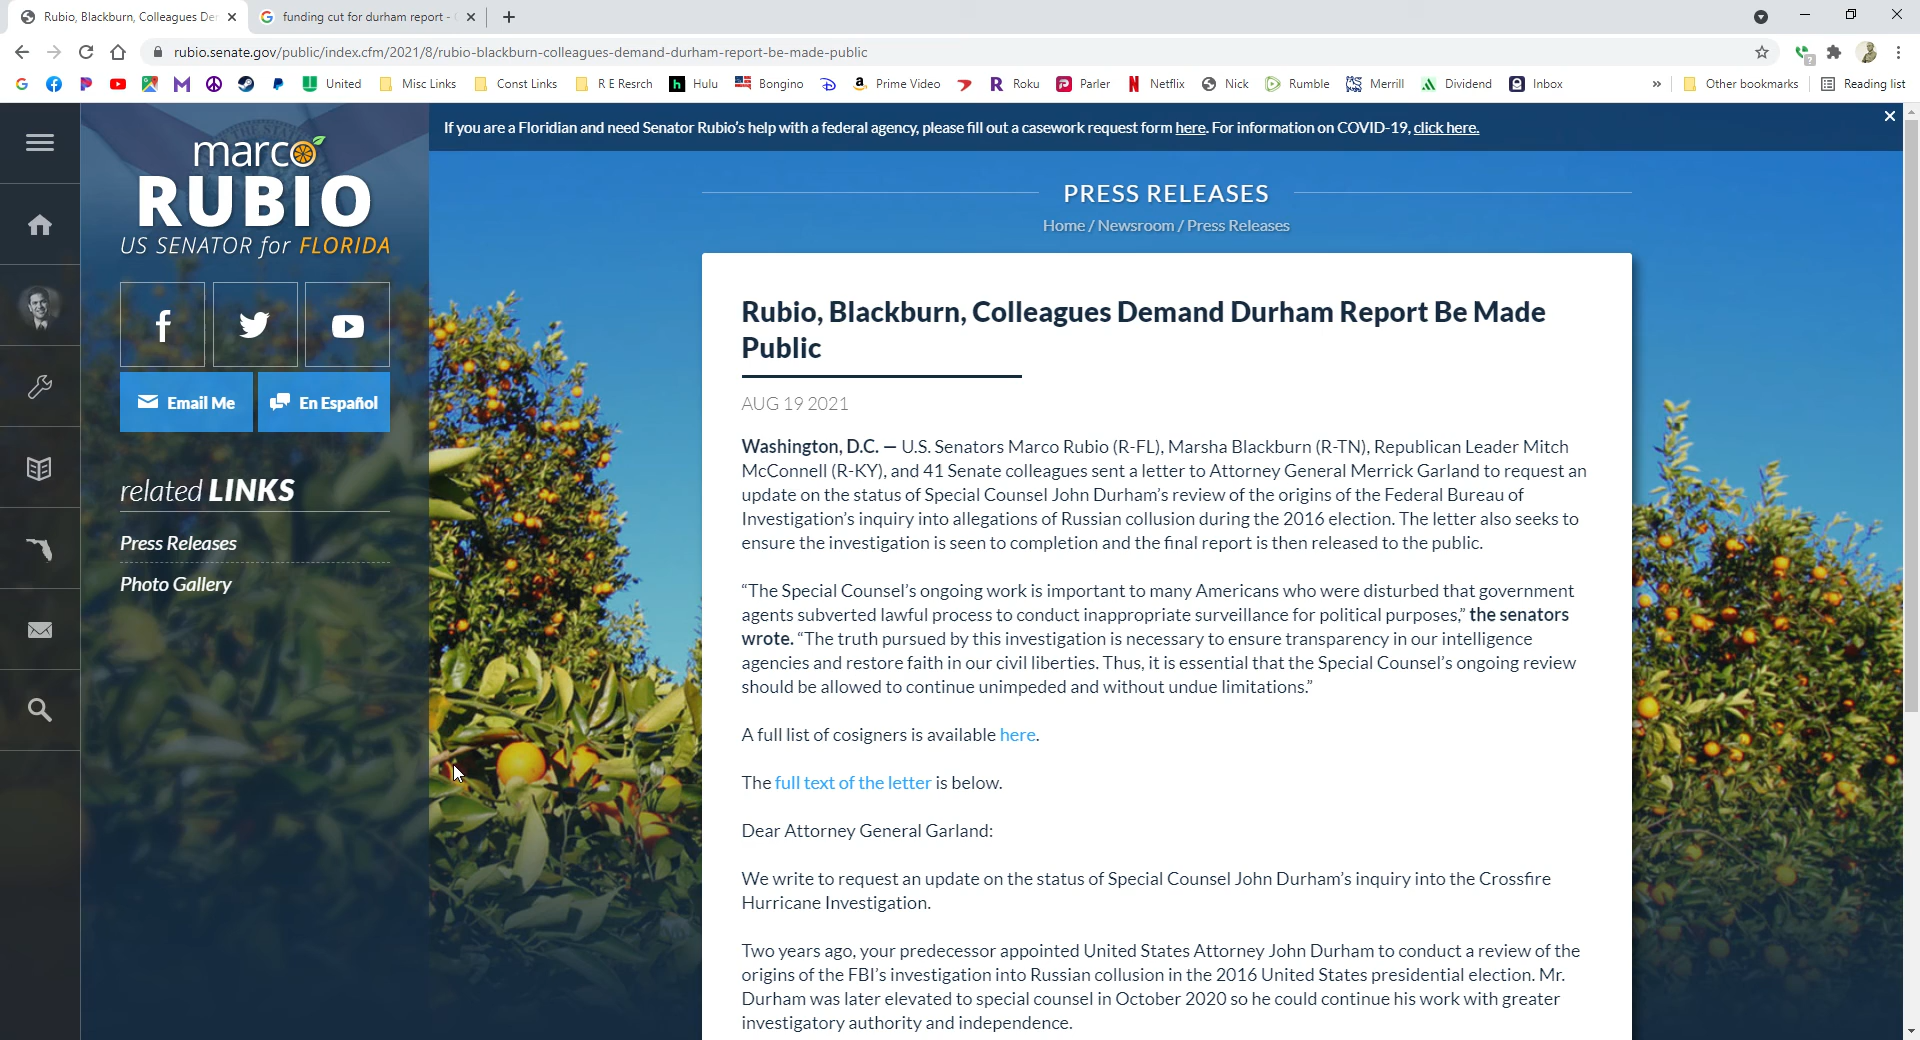 Rubio, Blackburn, Colleagues De
funding cut for durham report -
rubio.senate.gov/public/index.cfm/2021/8/rubio-blackburn-colleagues-demand-durham-report-be-made-public
United Misc Links Const Links R E Resrch Hulu Bongino Prime Video Roku Parler Netflix Nick Rumble Merrill Dividend Inbox » Other bookmarks Reading list
If you are a Floridian and need Senator Rubio's help with a federal agency, please fill out a casework request form here. For information on COVID-19, click here.
marco
RUBIO
US SENATOR for FLORIDA
Email Me
En Español
related LINKS
Press Releases
Photo Gallery
PRESS RELEASES
Home / Newsroom / Press Releases
Rubio, Blackburn, Colleagues Demand Durham Report Be Made
Public
AUG 19 2021
Washington, D.C. — U.S. Senators Marco Rubio (R-FL), Marsha Blackburn (R-TN), Republican Leader Mitch
McConnell (R-KY), and 41 Senate colleagues sent a letter to Attorney General Merrick Garland to request an
update on the status of Special Counsel John Durham's review of the origins of the Federal Bureau of
Investigation's inquiry into allegations of Russian collusion during the 2016 election. The letter also seeks to
ensure the investigation is seen to completion and the final report is then released to the public.
“The Special Counsel’s ongoing work is important to many Americans who were disturbed that government
agents subverted lawful process to conduct inappropriate surveillance for political purposes,” the senators
wrote. “The truth pursued by this investigation is necessary to ensure transparency in our intelligence
agencies and restore faith in our civil liberties. Thus, it is essential that the Special Counsel’s ongoing review
should be allowed to continue unimpeded and without undue limitations.”
A full list of cosigners is available here.
The full text of the letter is below.
Dear Attorney General Garland:
We write to request an update on the status of Special Counsel John Durham’s inquiry into the Crossfire
Hurricane Investigation.
Two years ago, your predecessor appointed United States Attorney John Durham to conduct a review of the
origins of the FBI’s investigation into Russian collusion in the 2016 United States presidential election. Mr.
Durham was later elevated to special counsel in October 2020 so he could continue his work with greater
investigatory authority and independence.